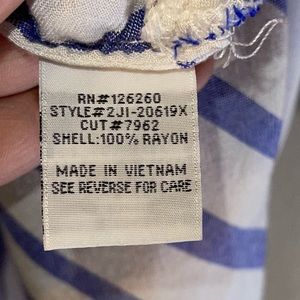 RN#126260
STYLE#2JI-20619X
CUT#7962
SHELL:100% RAYON
MADE IN VIETNAM
SEE REVERSE FOR CARE